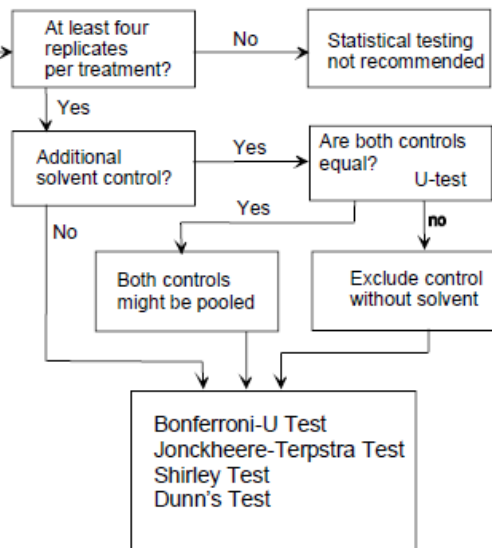 At least four
replicates
per treatment?
No
Statistical testing
not recommended
Yes
Additional
solvent control?
Yes
Are both controls
equal?
U-test
Yes
no
No
Both controls
might be pooled
Exclude control
without solvent
Bonferroni-U Test
Jonckheere-Terpstra Test
Shirley Test
Dunn's Test